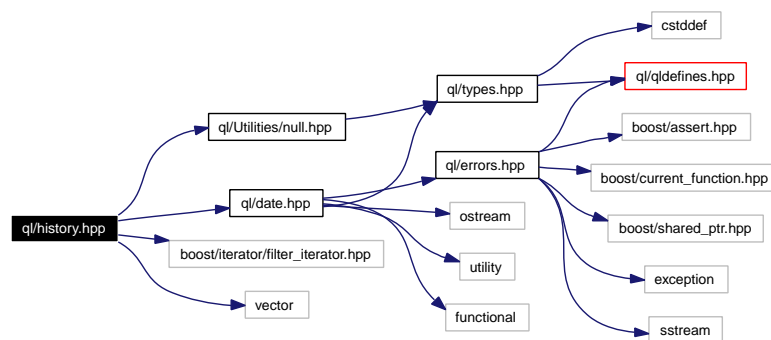 cstddef
ql/types.hpp
ql/qldefines.hpp
ql/Utilities/null.hpp
boost/assert.hpp
ql/errors.hpp
boost/current_function.hpp
ql/date.hpp
ostream
boost/shared_ptr.hpp
ql/history.hpp
boost/iterator/filter_iterator.hpp
utility
exception
vector
functional
sstream